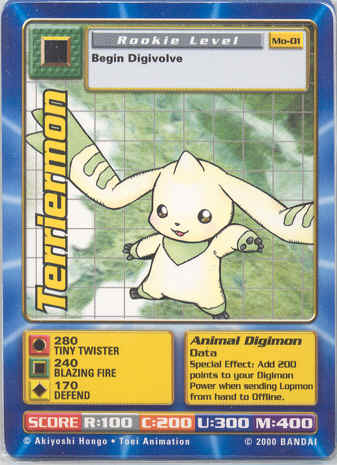 Rookie Level
Mo-01
Begin Digivolve
Terriermon
280
TINY TWISTER
240
BLAZING FIRE
170
DEFEND
Animal Digimon
Data
Special Effect: Add 200
points to your Digimon
Power when sending Lopmon
from hand to Offline.
SCORE R:100 C:200 U:300 M:400
© Akiyoshi Hongo • Toei Animation © 2000 BANDAI